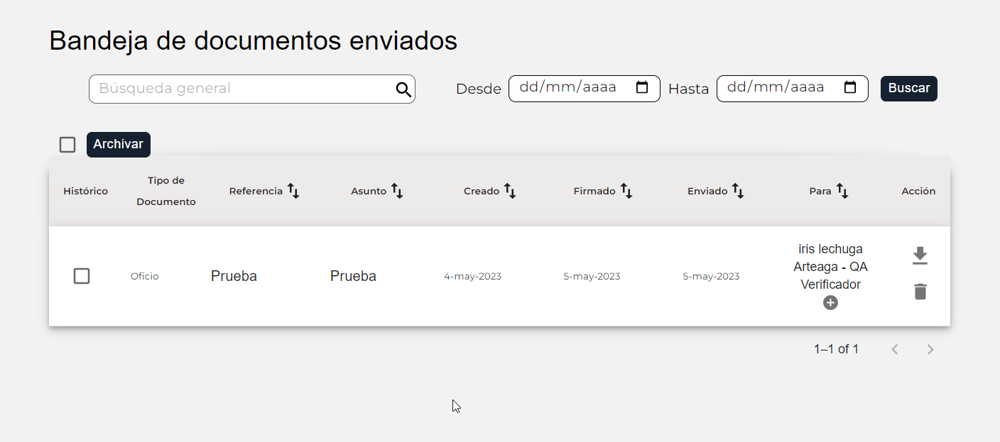 Bandeja de documentos enviados
Búsqueda general
Desde dd/mm/aaaa Hasta dd/mm/aaaa Buscar
Archivar
Histórico Tipo de Documento Referencia Asunto Creado Firmado Enviado Para Acción
Oficio Prueba Prueba 4-may-2023 5-may-2023 5-may-2023
iris lechuga
Arteaga - QA
Verificador
1–1 of 1